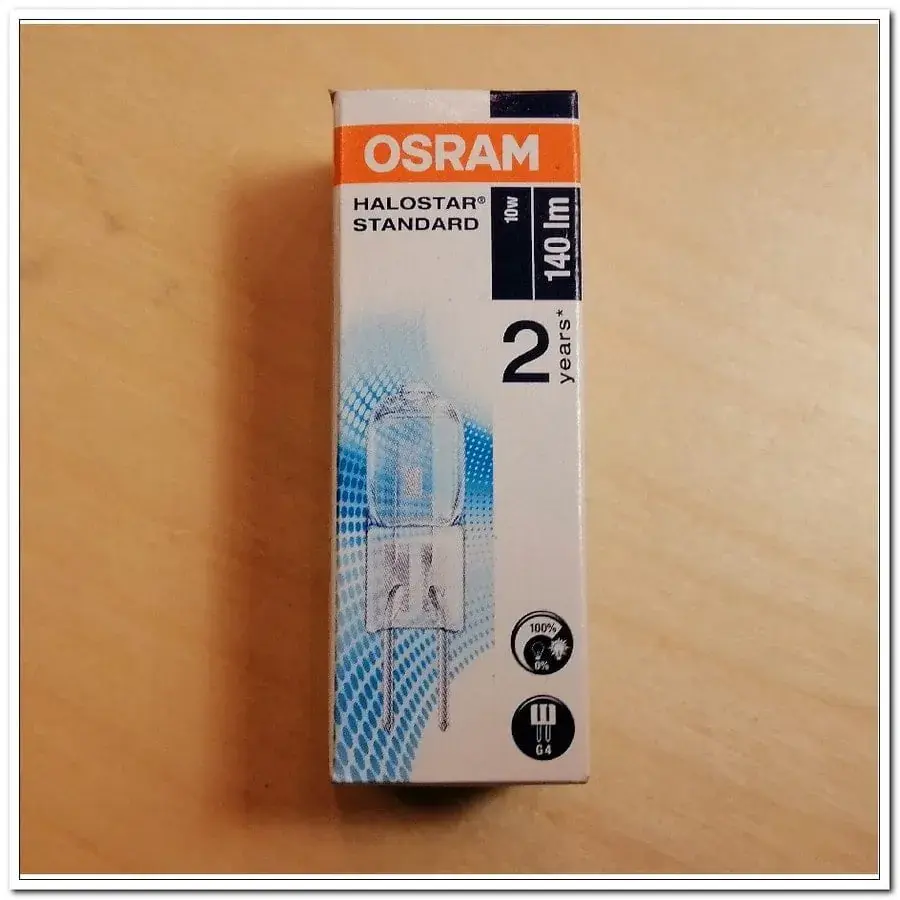 OSRAM
HALOSTAR®
STANDARD
10w
140 lm
2
years*
100%
0%
G4